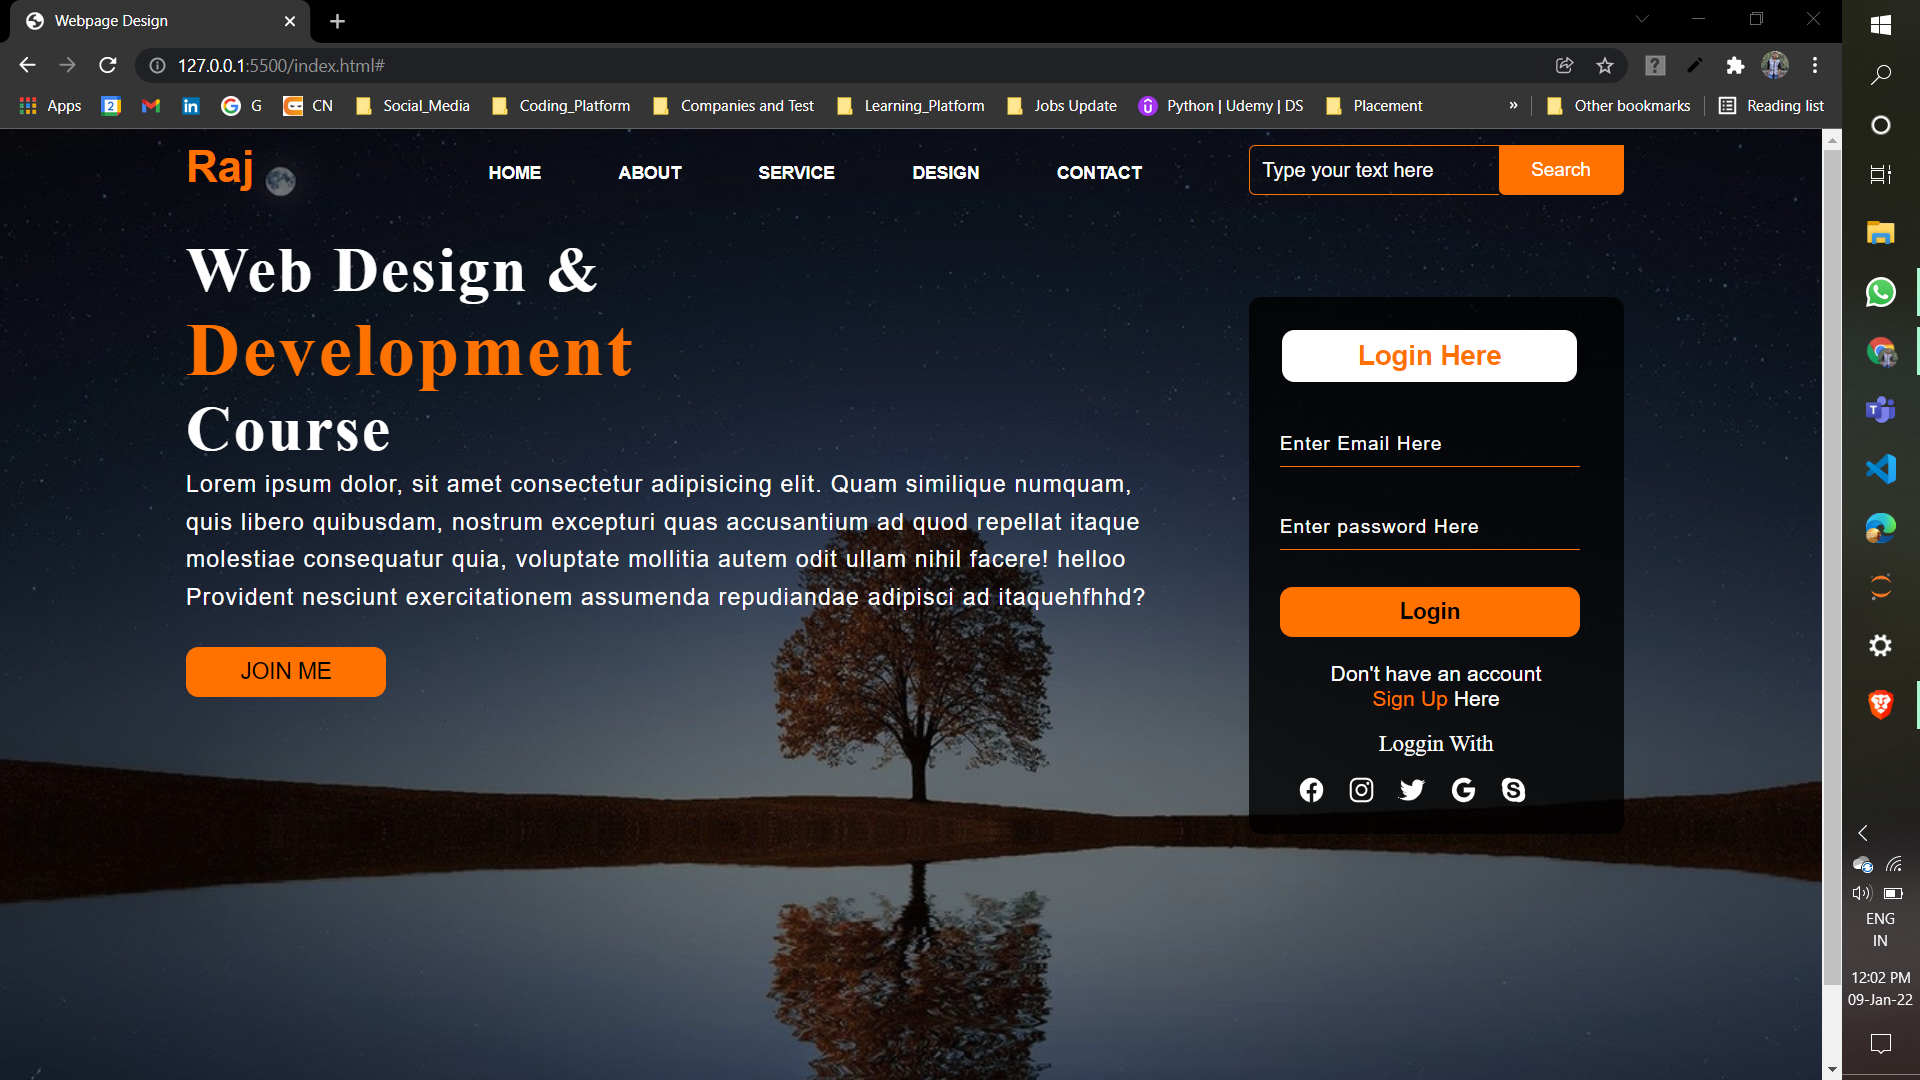 Webpage Design
127.0.0.1:5500/index.html#
Apps 2 in G CN Social_Media Coding_Platform Companies and Test Learning_Platform Jobs Update Python | Udemy | DS Placement » Other bookmarks Reading list
Raj HOME ABOUT SERVICE DESIGN CONTACT Type your text here Search
Web Design &
Development
Course
Lorem ipsum dolor, sit amet consectetur adipisicing elit. Quam similique numquam,
quis libero quibusdam, nostrum excepturi quas accusantium ad quod repellat itaque
molestiae consequatur quia, voluptate mollitia autem odit ullam nihil facere! helloo
Provident nesciunt exercitationem assumenda repudiandae adipisci ad itaquehfhhd?
JOIN ME
Login Here
Enter Email Here
Enter password Here
Login
Don't have an account
Sign Up Here
Loggin With
ENG
IN
12:02 PM
09-Jan-22